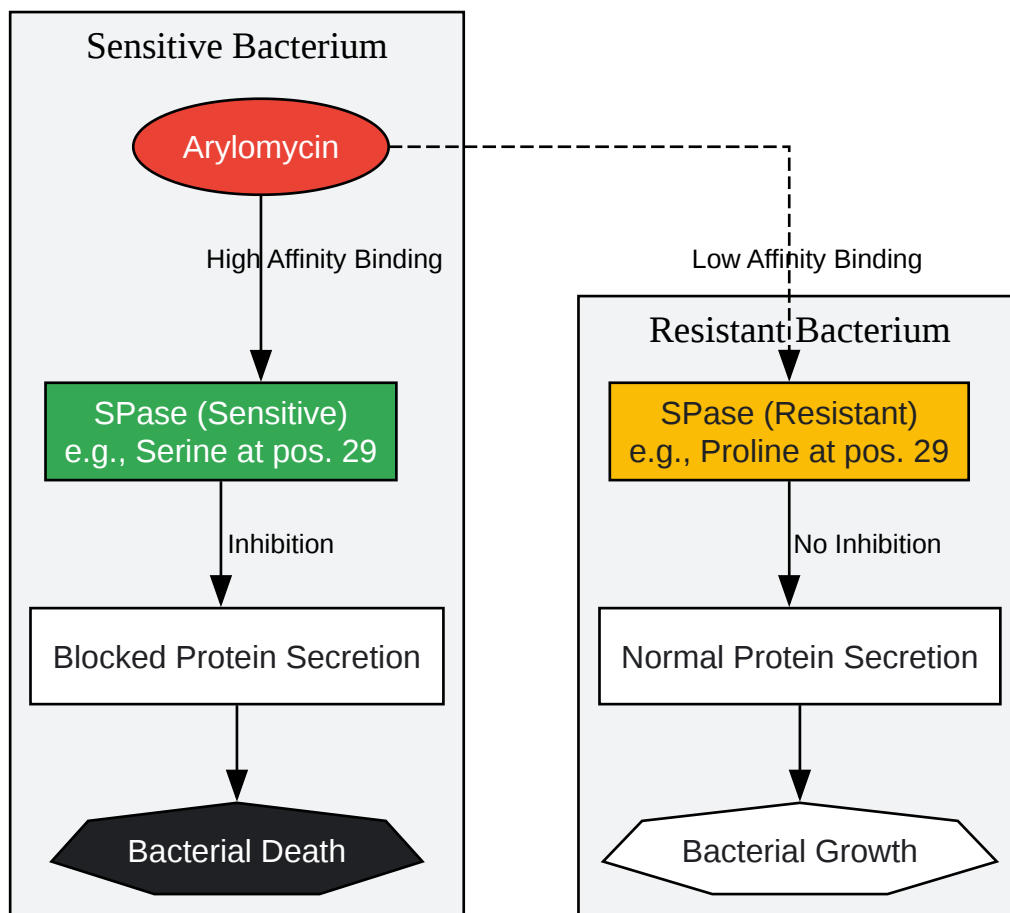 Sensitive Bacterium
Arylomycin
High Affinity Binding
SPase (Sensitive)
e.g., Serine at pos. 29
Inhibition
Blocked Protein Secretion
Bacterial Death
Low Affinity Binding
Resistant Bacterium
SPase (Resistant)
e.g., Proline at pos. 29
No Inhibition
Normal Protein Secretion
Bacterial Growth